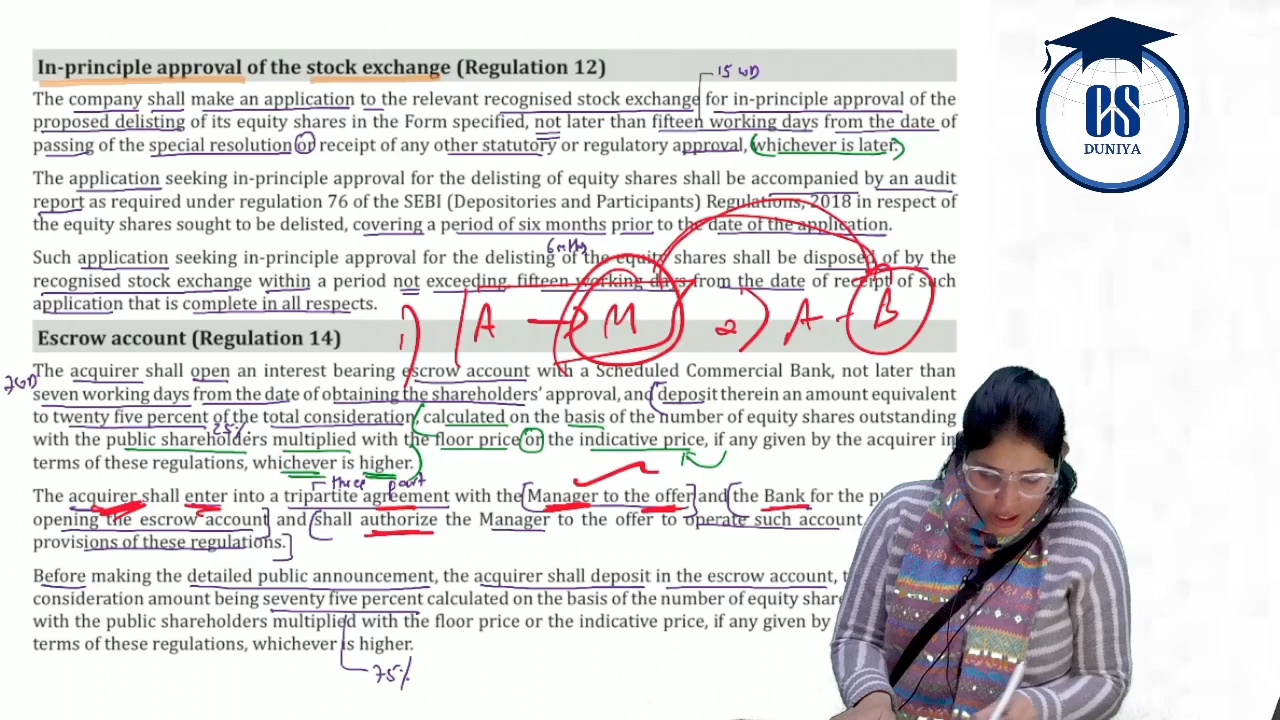 In-principle approval of the stock exchange (Regulation 12)
15 WD
The company shall make an application to the relevant recognised stock exchange for in-principle approval of the
proposed delisting of its equity shares in the Form specified, not later than fifteen working days from the date of
passing of the special resolution or receipt of any other statutory or regulatory approval, whichever is later.
The application seeking in-principle approval for the delisting of equity shares shall be accompanied by an audit
report as required under regulation 76 of the SEBI (Depositories and Participants) Regulations, 2018 in respect of
the equity shares sought to be delisted, covering a period of six months prior to the date of the application.
Such application seeking in-principle approval for the delisting of the equity shares shall be disposed of by the
recognised stock exchange within a period not exceeding fifteen working days from the date of receipt of such
application that is complete in all respects.
1) A → M 2) A - B
Escrow account (Regulation 14)
The acquirer shall open an interest bearing escrow account with a Scheduled Commercial Bank, not later than
7WD
seven working days from the date of obtaining the shareholders' approval, and deposit therein an amount equivalent
to twenty five percent of the total consideration, calculated on the basis of the number of equity shares outstanding
25%
with the public shareholders multiplied with the floor price or the indicative price, if any given by the acquirer in
terms of these regulations, whichever is higher.
three part
The acquirer shall enter into a tripartite agreement with the Manager to the offer and the Bank for the
opening the escrow account and shall authorize the Manager to the offer to operate such account
provisions of these regulations.
Before making the detailed public announcement, the acquirer shall deposit in the escrow account,
consideration amount being seventy five percent calculated on the basis of the number of equity
with the public shareholders multiplied with the floor price or the indicative price, if any given by
terms of these regulations, whichever is higher.
75%
CS
DUNIYA